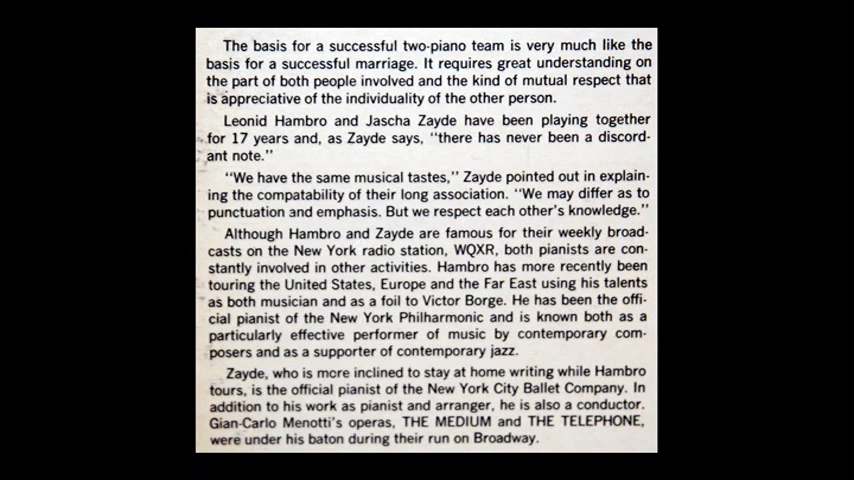 The basis for a successful two-piano team is very much like the
basis for a successful marriage. It requires great understanding on
the part of both people involved and the kind of mutual respect that
is appreciative of the individuality of the other person.
Leonid Hambro and Jascha Zayde have been playing together
for 17 years and, as Zayde says, "there has never been a discord-
ant note."
"We have the same musical tastes," Zayde pointed out in explain-
ing the compatability of their long association. "We may differ as to
punctuation and emphasis. But we respect each other's knowledge."
Although Hambro and Zayde are famous for their weekly broad-
casts on the New York radio station, WQXR, both pianists are con-
stantly involved in other activities. Hambro has more recently been
touring the United States, Europe and the Far East using his talents
as both musician and as a foil to Victor Borge. He has been the offi-
cial pianist of the New York Philharmonic and is known both as a
particularly effective performer of music by contemporary com-
posers and as a supporter of contemporary jazz.
Zayde, who is more inclined to stay at home writing while Hambro
tours, is the official pianist of the New York City Ballet Company. In
addition to his work as pianist and arranger, he is also a conductor.
Gian-Carlo Menotti's operas, THE MEDIUM and THE TELEPHONE,
were under his baton during their run on Broadway.